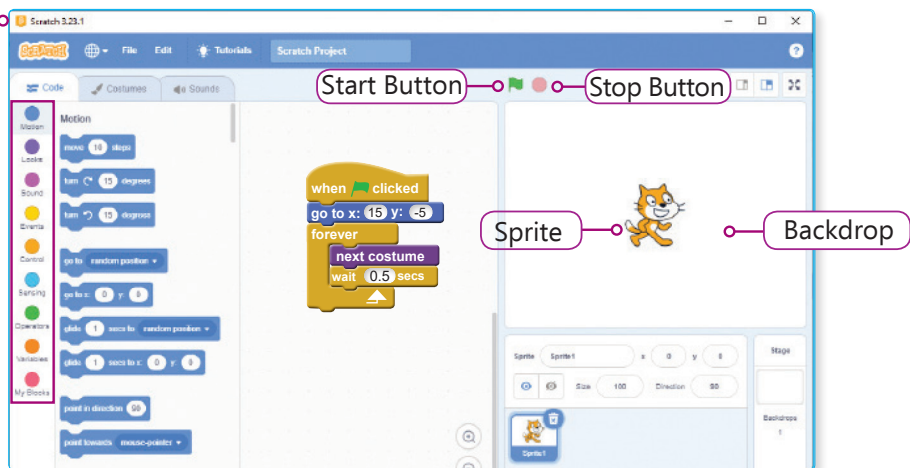 Scratch 3.23.1
SCRATCH File Edit Tutorials Scratch Project
Code Costumes Sounds
Start Button
Stop Button
Motion
Looks
Sound
Events
Control
Sensing
Operators
Variables
My Blocks
Motion
move 10 steps
turn 15 degrees
turn 15 degrees
go to random position
go to x: 0 y: 0
glide 1 secs to random position
glide 1 secs to x: 0 y: 0
point in direction 90
point towards mouse-pointer
when clicked
go to x: 15 y: -5
forever
next costume
wait 0.5 secs
Sprite
Backdrop
Sprite Sprite1 x 0 y 0
Size 100 Direction 90
Sprite1
Stage
Backdrops
1